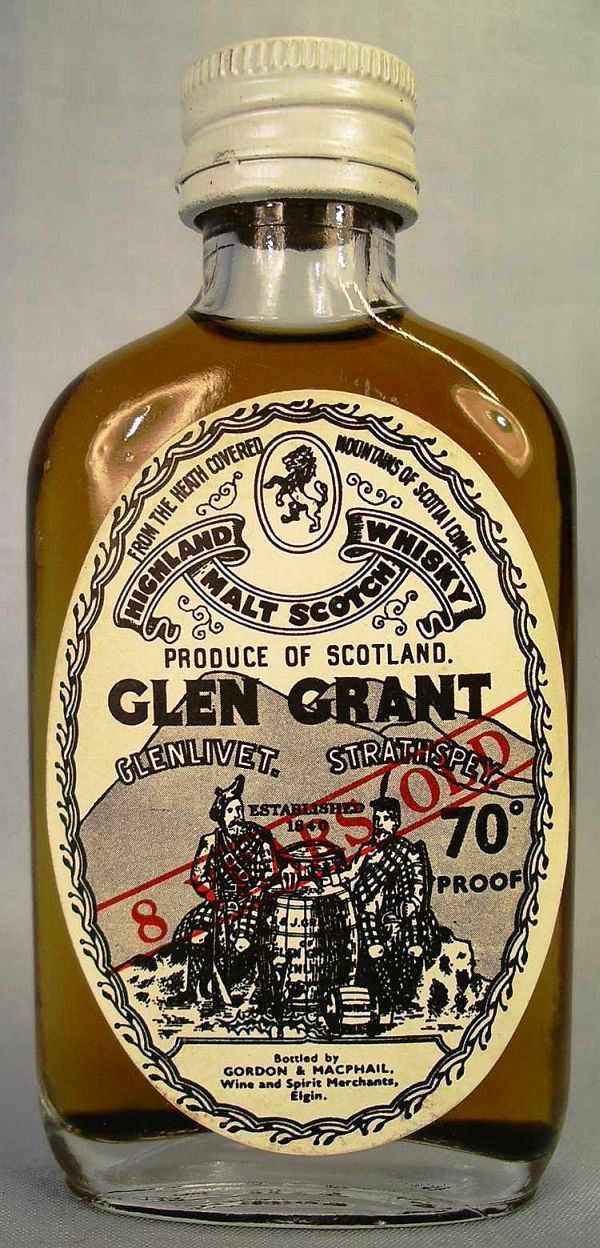 FROM THE HEATH COVERED MOUNTAINS OF SCOTIA I COME
HIGHLAND
MALT SCOTCH
WHISKY
PRODUCE OF SCOTLAND.
GLEN GRANT
GLENLIVET. STRATHSPEY.
8 YEARS OLD
ESTABLISHED
1840
70°
PROOF
Bottled by
GORDON & MACPHAIL,
Wine and Spirit Merchants,
Elgin.